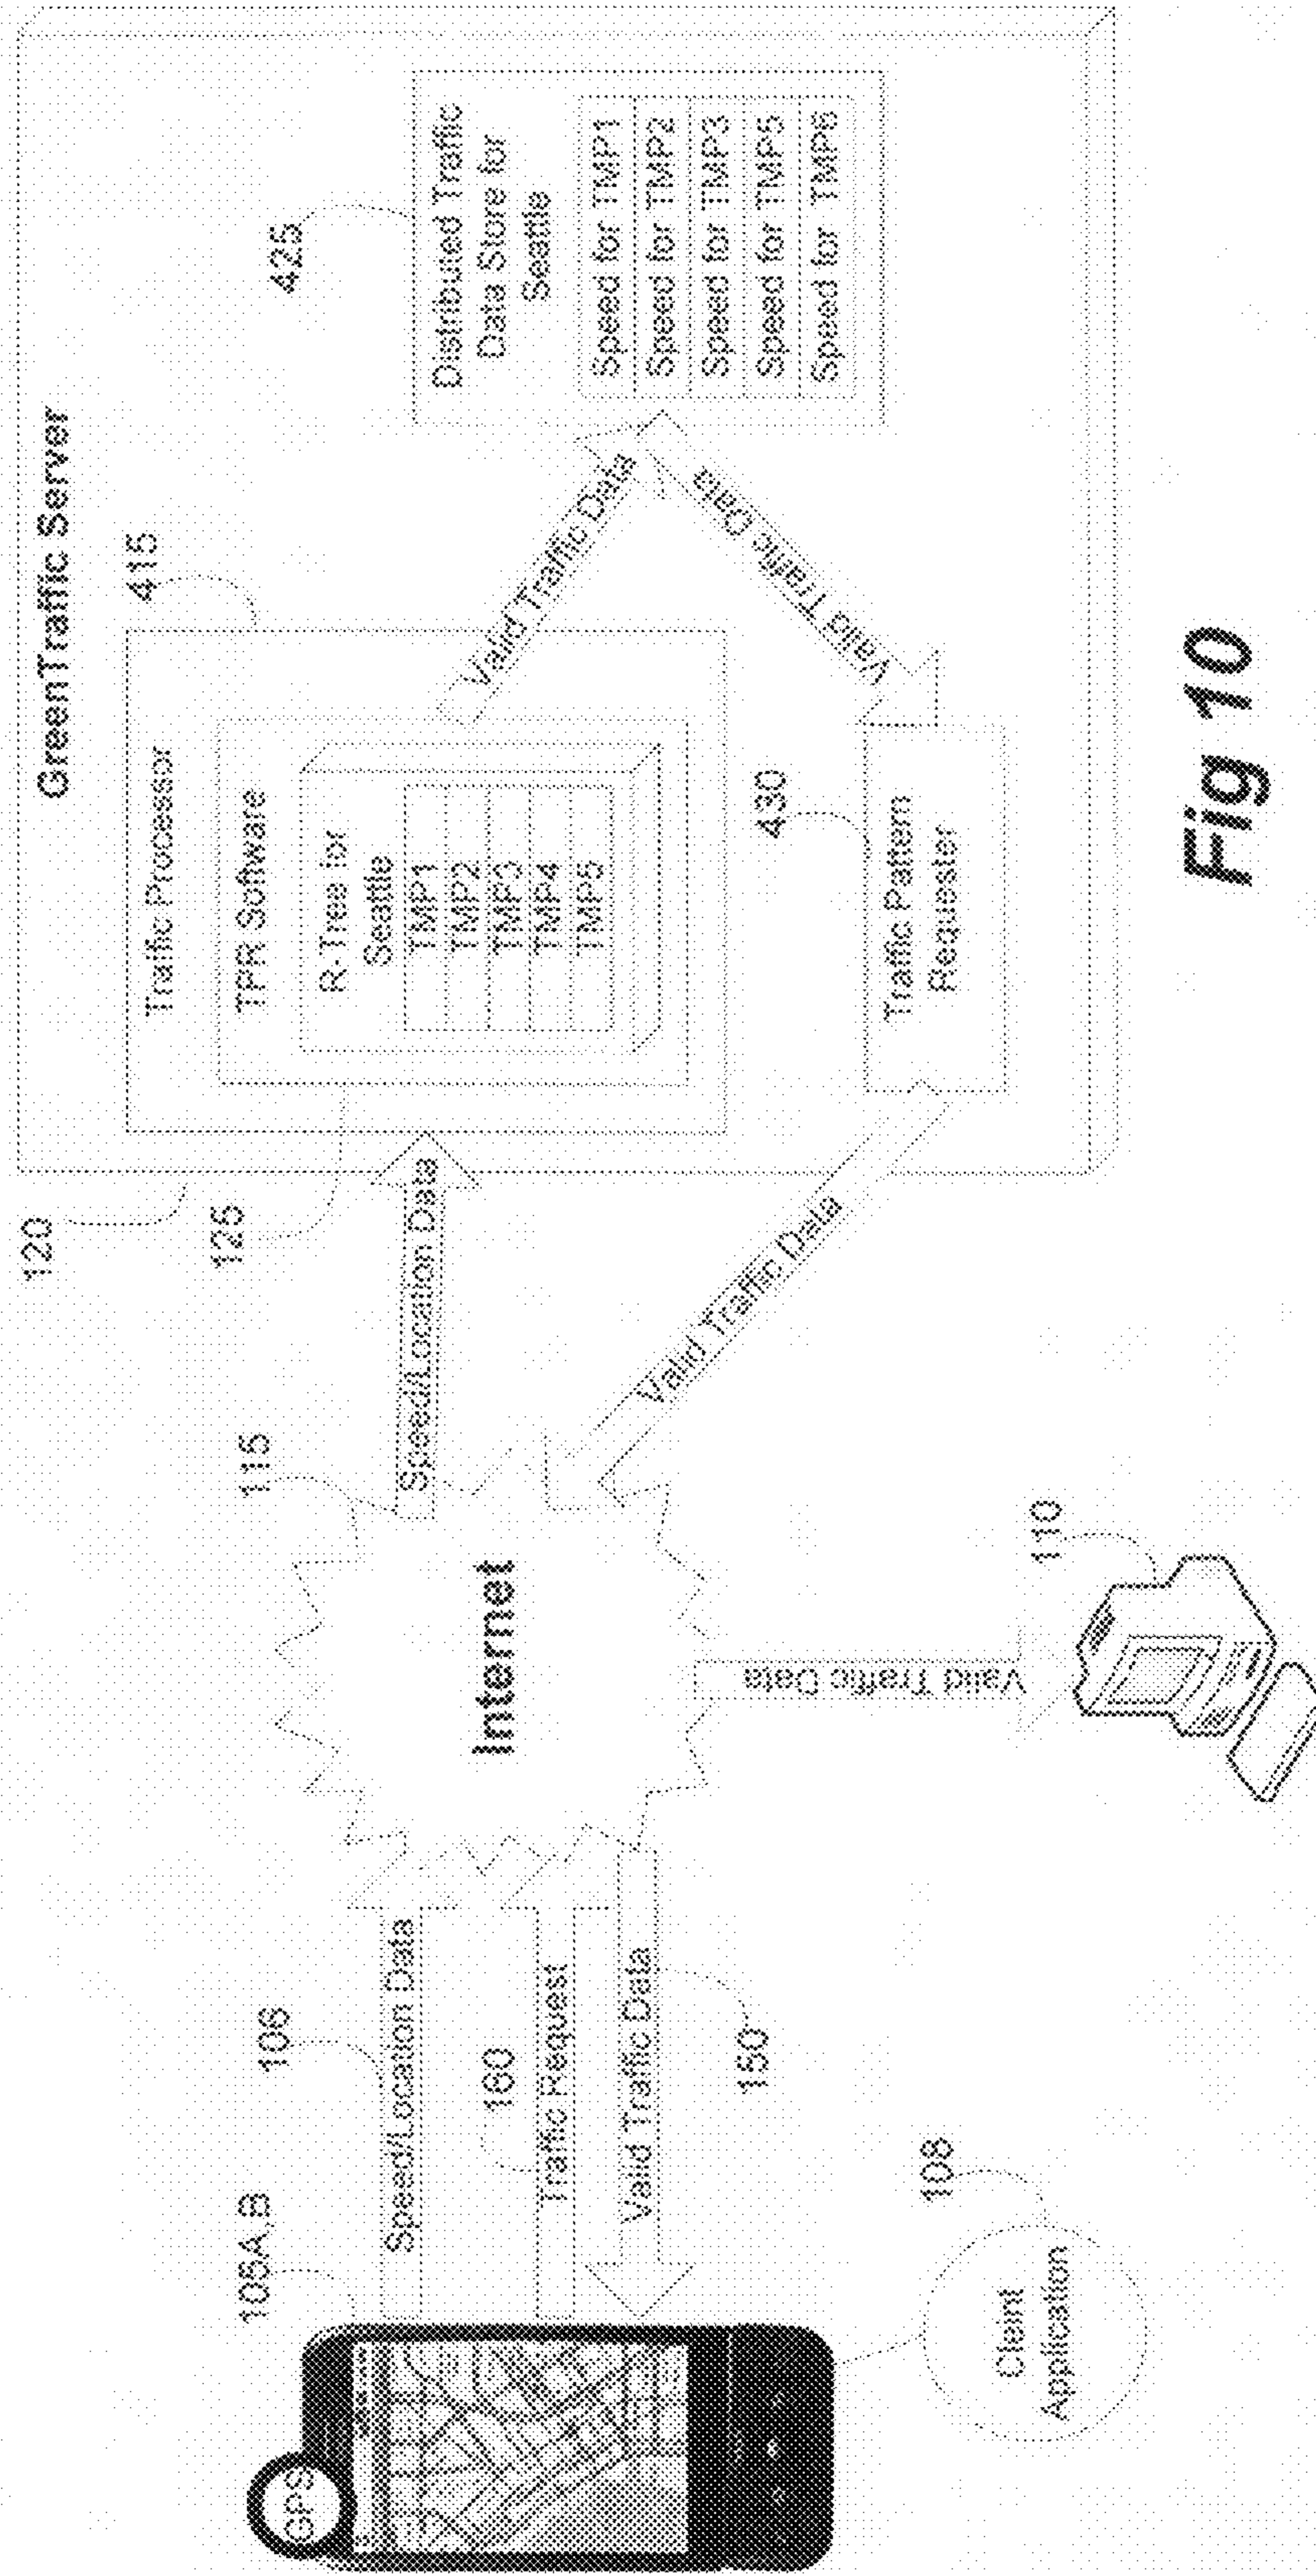 GreenTraffic Server
120
415
Traffic Processor
125
TPR Software
R-Tree for
Seattle
TMP1
TMP2
TMP3
TMP4
TMP5
425
Distributed Traffic
Data Store for
Seattle
Speed for TMP1
Speed for TMP2
Speed for TMP3
Speed for TMP5
Speed for TMP6
Valid Traffic Data
Valid Traffic Data
430
Traffic Pattern
Requester
Speed/Location Data
Valid Traffic Data
115
Internet
GPS
105A,B
106
Speed/Location Data
160
Traffic Request
Valid Traffic Data
150
108
Client
Application
Valid Traffic Data
110
Fig 10